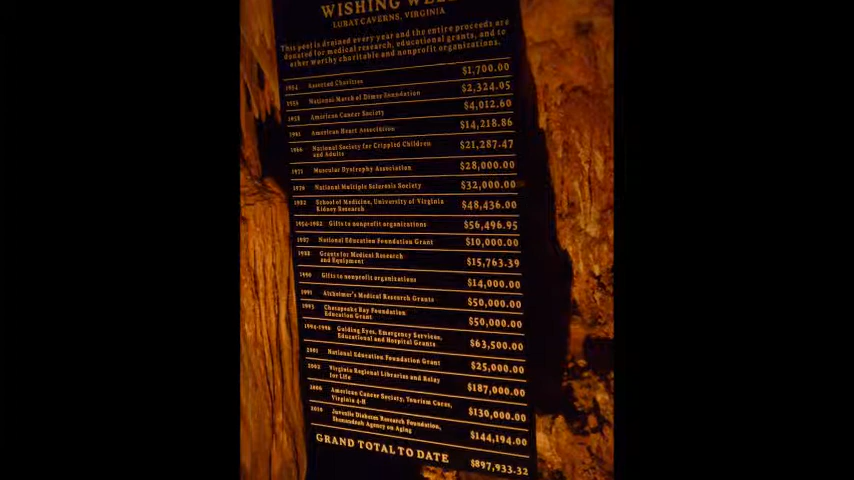 WISHING WELL
LURAY CAVERNS, VIRGINIA
This pool is drained every year and the entire proceeds are
donated for medical research, educational grants, and to
other worthy charitable and nonprofit organizations.
1954 Assorted Charities $1,700.00
1955 National March of Dimes Foundation $2,324.05
1958 American Cancer Society $4,012.60
1961 American Heart Association $14,218.86
1966 National Society for Crippled Children
and Adults $21,287.47
1971 Muscular Dystrophy Association $28,000.00
1976 National Multiple Sclerosis Society $32,000.00
1982 School of Medicine, University of Virginia
Kidney Research $48,436.00
1954-1982 Gifts to nonprofit organizations $56,496.95
1987 National Education Foundation Grant $10,000.00
1988 Grants for Medical Research
and Equipment $15,763.39
1990 Gifts to nonprofit organizations $14,000.00
1991 Alzheimer's Medical Research Grants $50,000.00
1993 Chesapeake Bay Foundation
Education Grant $50,000.00
1994-1996 Guiding Eyes, Emergency Services,
Educational and Hospital Grants $63,500.00
2001 National Education Foundation Grant $25,000.00
2002 Virginia Regional Libraries and Relay
for Life $187,000.00
2006 American Cancer Society, Tourism Cares,
Virginia 4-H $130,000.00
2010 Juvenile Diabetes Research Foundation,
Shenandoah Agency on Aging $144,194.00
GRAND TOTAL TO DATE $897,933.32